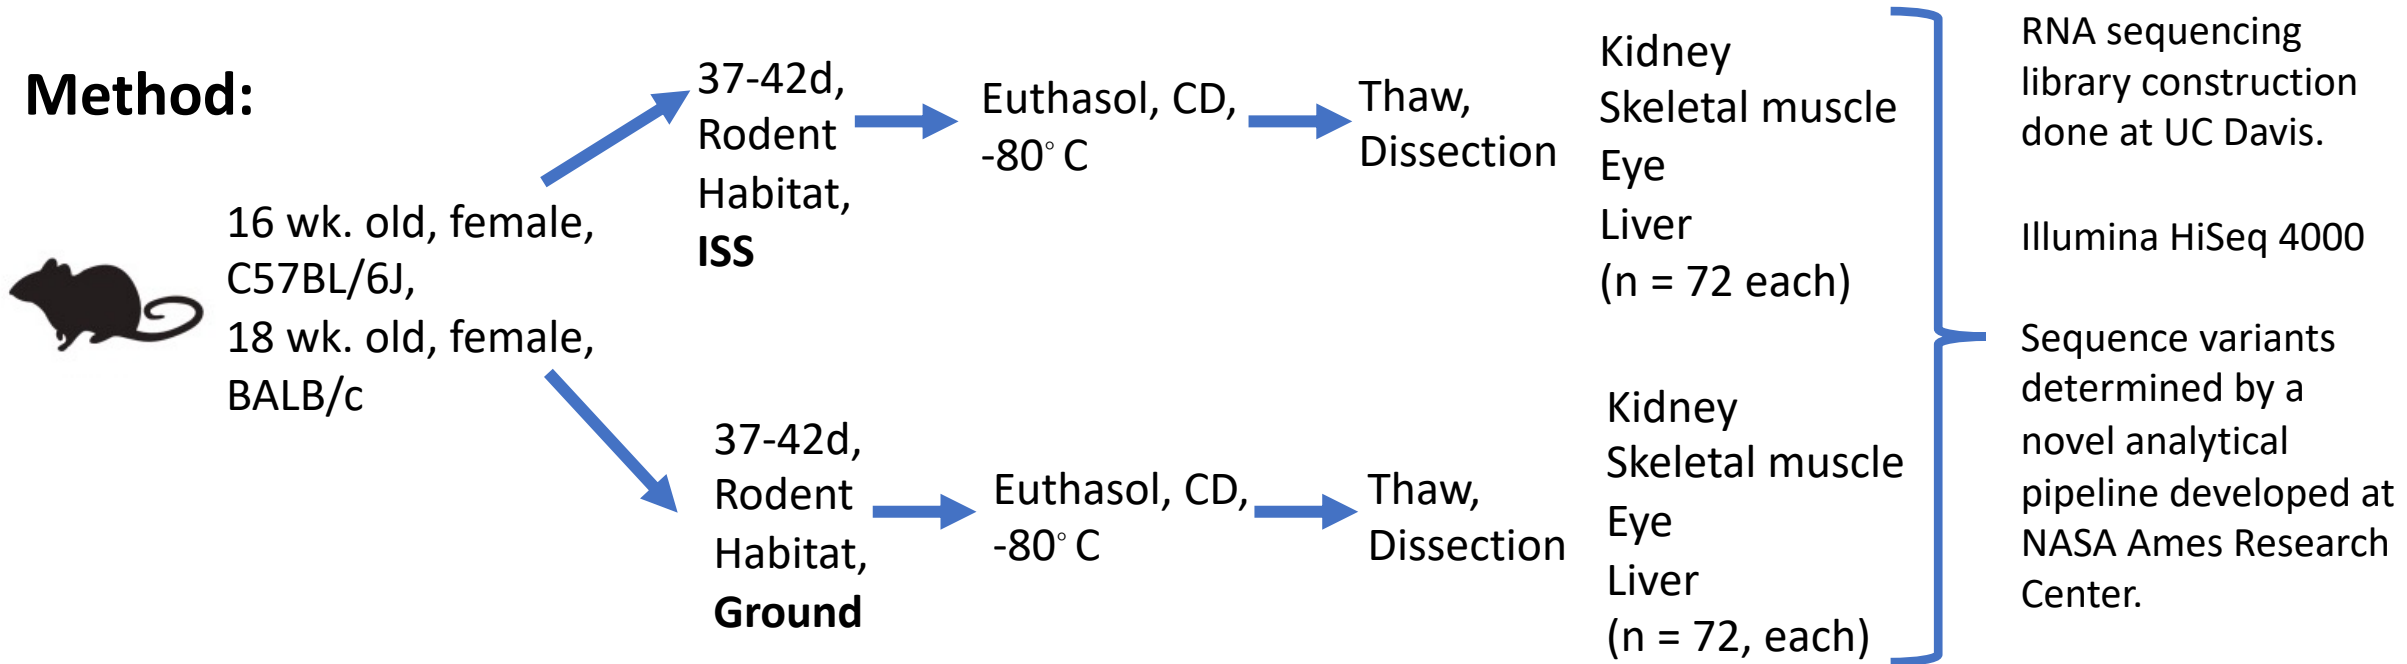 Method:
16 wk. old, female,
C57BL/6J,
18 wk. old, female,
BALB/c
37-42d,
Rodent
Habitat,
ISS
Euthasol, CD,
-80° C
Thaw,
Dissection
Kidney
Skeletal muscle
Eye
Liver
(n = 72 each)
37-42d,
Rodent
Habitat,
Ground
Euthasol, CD,
-80° C
Thaw,
Dissection
Kidney
Skeletal muscle
Eye
Liver
(n = 72, each)
RNA sequencing
library construction
done at UC Davis.
Illumina HiSeq 4000
Sequence variants
determined by a
novel analytical
pipeline developed at
NASA Ames Research
Center.